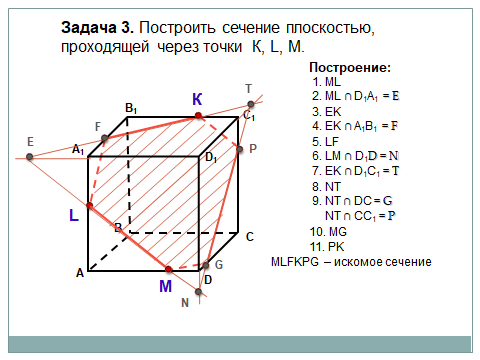 Задача 3. Построить сечение плоскостью,
проходящей через точки К, L, М.
Построение:
1. ML
2. ML ∩ D₁A₁ = E
3. EK
4. EK ∩ A₁B₁ = F
5. LF
6. LM ∩ D₁D = N
7. EK ∩ D₁C₁ = T
8. NT
9. NT ∩ DC = G
NT ∩ CC₁ = P
10. MG
11. PK
MLFKPG – искомое сечение
T
К
B₁
C₁
F
E
A₁
D₁
P
L
B
C
A
M
G
D
N